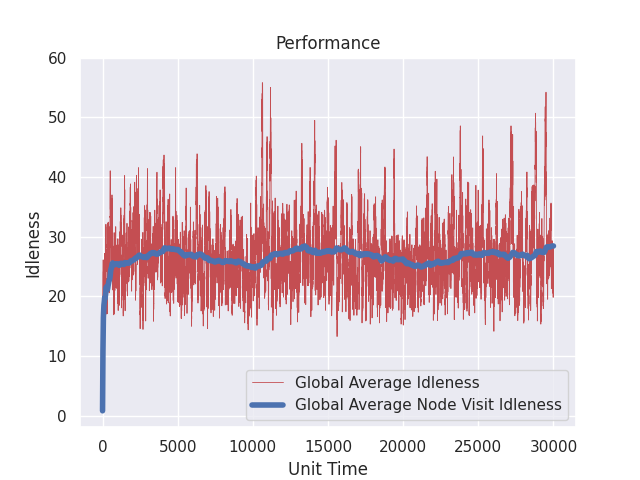 Performance
60
50
40
30
20
10
0
Idleness
Global Average Idleness
Global Average Node Visit Idleness
0 5000 10000 15000 20000 25000 30000
Unit Time